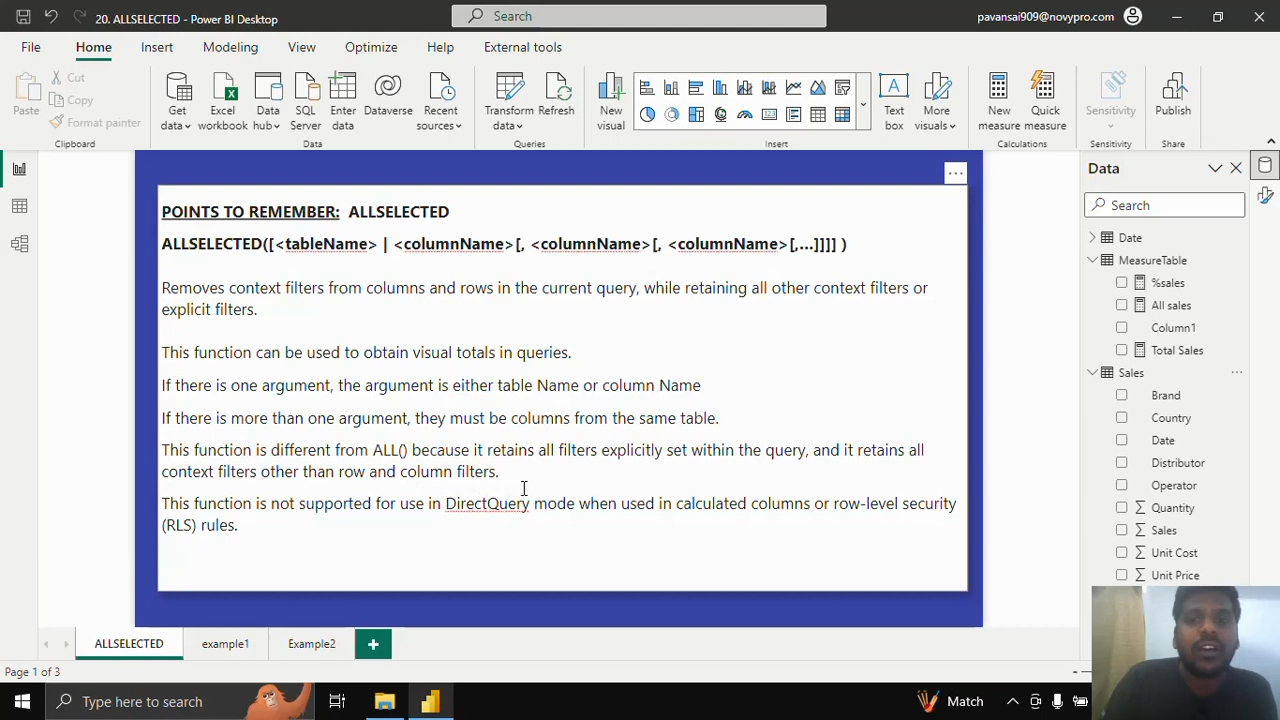 20. ALLSELECTED - Power BI Desktop
Search
pavansai909@novypro.com
File
Home
Insert
Modeling
View
Optimize
Help
External tools
Paste
Cut
Copy
Format painter
Get data
Excel workbook
Data hub
SQL Server
Enter data
Dataverse
Recent sources
Transform data
Refresh
New visual
Text box
More visuals
New measure
Quick measure
Sensitivity
Publish
Clipboard
Data
Queries
Insert
Calculations
Sensitivity
Share
POINTS TO REMEMBER: ALLSELECTED
ALLSELECTED([<tableName> | <columnName>[, <columnName>[, <columnName>[,...]]]] )
Removes context filters from columns and rows in the current query, while retaining all other context filters or
explicit filters.
This function can be used to obtain visual totals in queries.
If there is one argument, the argument is either table Name or column Name
If there is more than one argument, they must be columns from the same table.
This function is different from ALL() because it retains all filters explicitly set within the query, and it retains all
context filters other than row and column filters.
This function is not supported for use in DirectQuery mode when used in calculated columns or row-level security
(RLS) rules.
Data
Search
Date
MeasureTable
%sales
All sales
Column1
Total Sales
Sales
Brand
Country
Date
Distributor
Operator
Quantity
Sales
Unit Cost
Unit Price
ALLSELECTED
example1
Example2
Page 1 of 3
Type here to search
Match